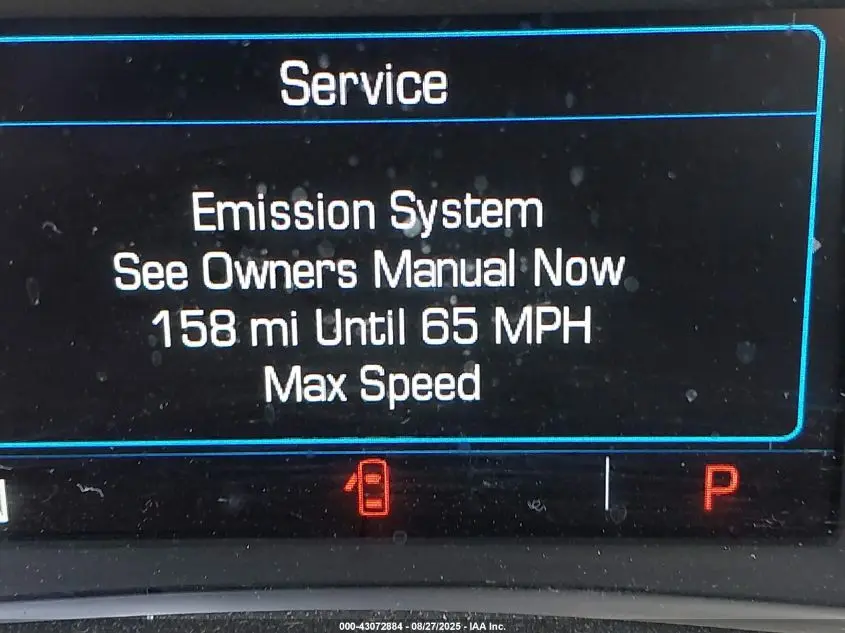 Service
Emission System
See Owners Manual Now
158 mi Until 65 MPH
Max Speed
P
000-43072884 - 08/27/2025 - IAA Inc.